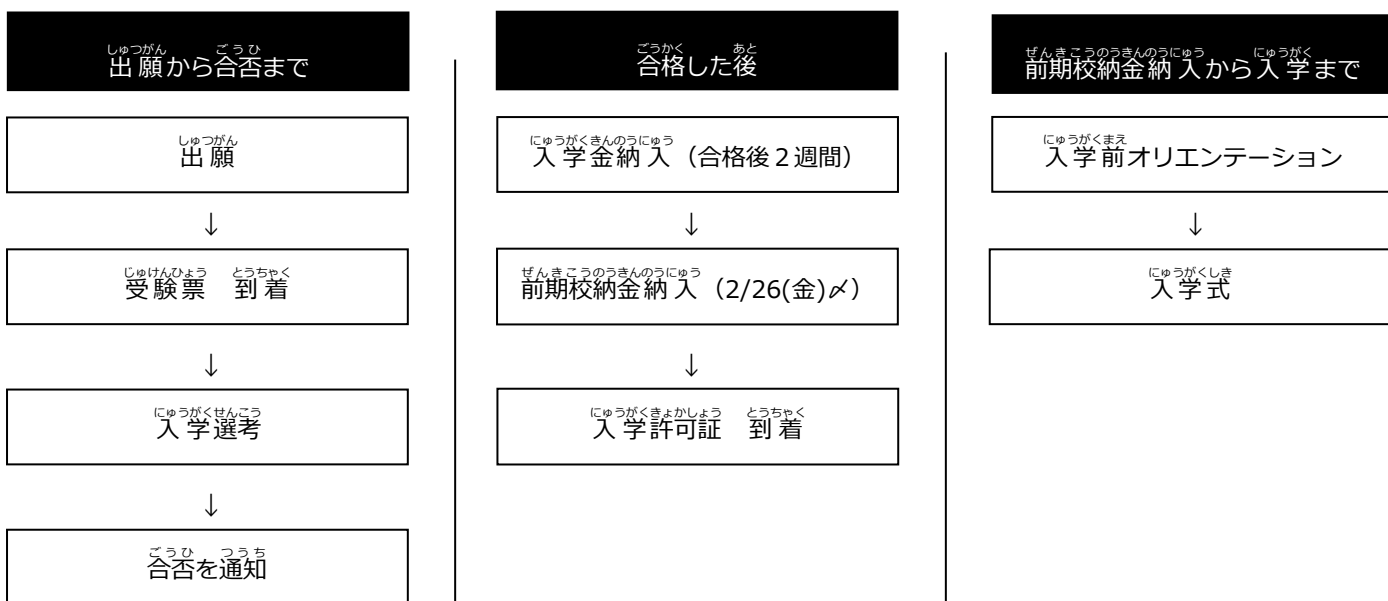 しゅつがん ごうひ
出願から合否まで
しゅつがん
出願
↓
じゅけんひょう とうちゃく
受験票 到着
↓
にゅうがくせんこう
入学選考
↓
ごうひ つうち
合否を通知
ごうかく あと
合格した後
にゅうがくきんのうにゅう
入学金納入（合格後２週間）
↓
ぜんきこうのうきんのうにゅう
前期校納金納入（2/26(金)〆）
↓
にゅうがくきょかしょう とうちゃく
入学許可証 到着
ぜんきこうのうきんのうにゅう にゅうがく
前期校納金納入から入学まで
にゅうがくまえ
入学前オリエンテーション
↓
にゅうがくしき
入学式